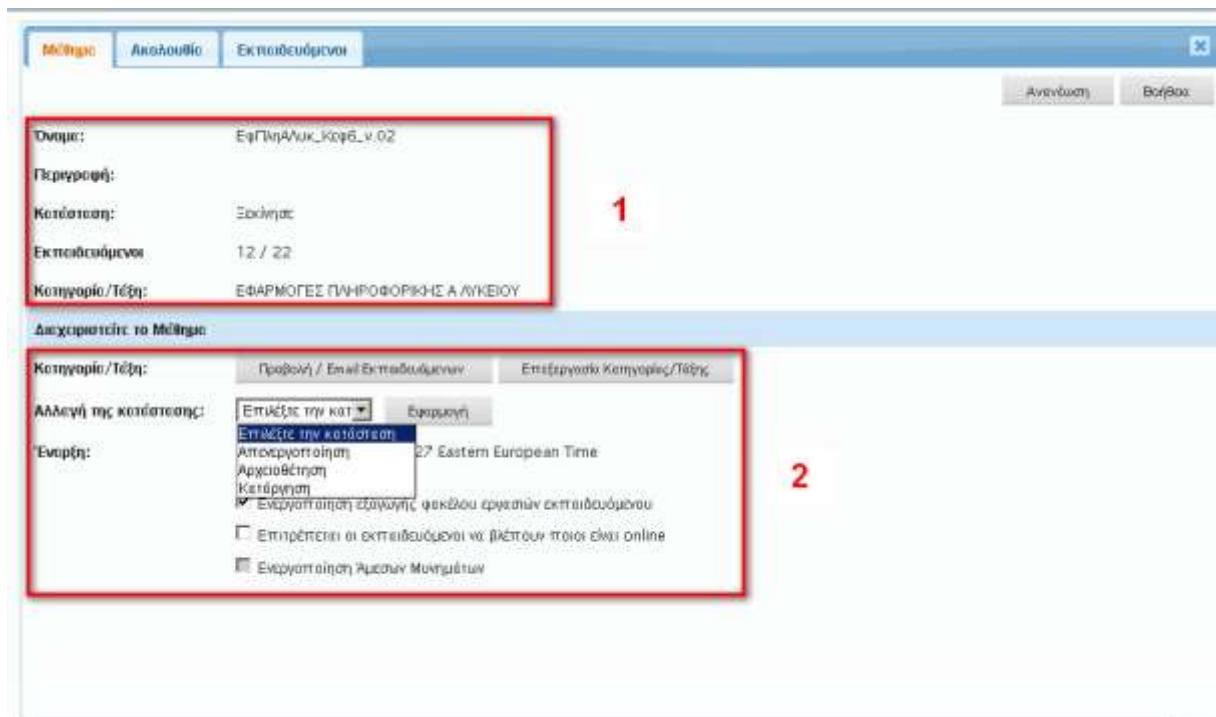 Μάθημα Ακολουθία Εκπαιδευόμενοι
Ανανέωση Βοήθεια
Όνομα: ΕφΠληΑΛυκ_Κεφ6_v.02
Περιγραφή:
Κατάσταση: Ξεκίνησε
1
Εκπαιδευόμενοι 12 / 22
Κατηγορία/Τάξη: ΕΦΑΡΜΟΓΕΣ ΠΛΗΡΟΦΟΡΙΚΗΣ Α ΛΥΚΕΙΟΥ
Διαχειριστείτε το Μάθημα
Κατηγορία/Τάξη: Προβολή / Email Εκπαιδευόμενων Επεξεργασία Κατηγορίας/Τάξης
Αλλαγή της κατάστασης: Επιλέξτε την κατ Εφαρμογή
Επιλέξτε την κατάσταση
Έναρξη: Απενεργοποίηση 27 Eastern European Time
Αρχειοθέτηση
2
Κατάργηση
Ενεργοποίηση εξαγωγής φακέλου εργασιών εκπαιδευόμενου
Επιτρέπεται οι εκπαιδευόμενοι να βλέπουν ποιοι είναι online
Ενεργοποίηση Άμεσων Μυνημάτων